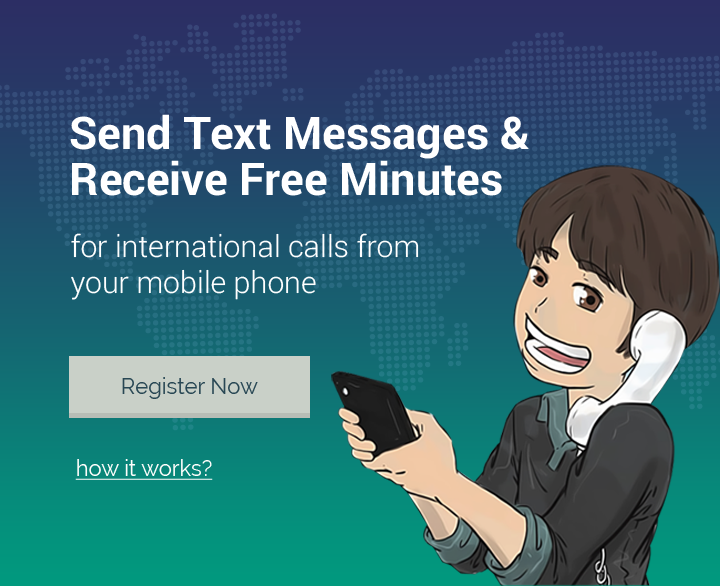 Send Text Messages &
Receive Free Minutes
for international calls from
your mobile phone
Register Now
how it works?